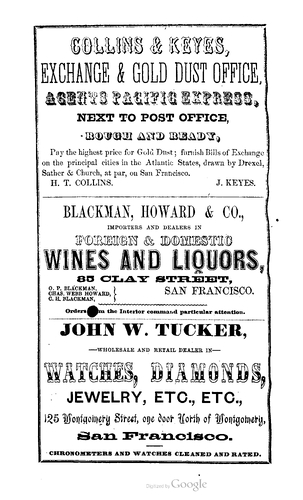 COLLINS & KEYES,
EXCHANGE & GOLD DUST OFFICE,
AGENTS PACIFIC EXPRESS,
NEXT TO POST OFFICE,
ROUGH AND READY,
Pay the highest price for Gold Dust; furnish Bills of Exchange
on the principal cities in the Atlantic States, drawn by Drexel,
Sather & Church, at par, on San Francisco.
H. T. COLLINS. J. KEYES.
BLACKMAN, HOWARD & CO.,
IMPORTERS AND DEALERS IN
FOREIGN & DOMESTIC
WINES AND LIQUORS,
85 CLAY STREET,
O. P. BLACKMAN,
CHAS. WEBB HOWARD,
C. H. BLACKMAN,
SAN FRANCISCO.
Orders m the Interior command particular attention.
JOHN W. TUCKER,
—WHOLESALE AND RETAIL DEALER IN—
WATCHES, DIAMONDS,
JEWELRY, ETC., ETC.,
125 Montgomery Street, one door North of Montgomery,
San Francisco.
CHRONOMETERS AND WATCHES CLEANED AND RATED.
Digitized by Google